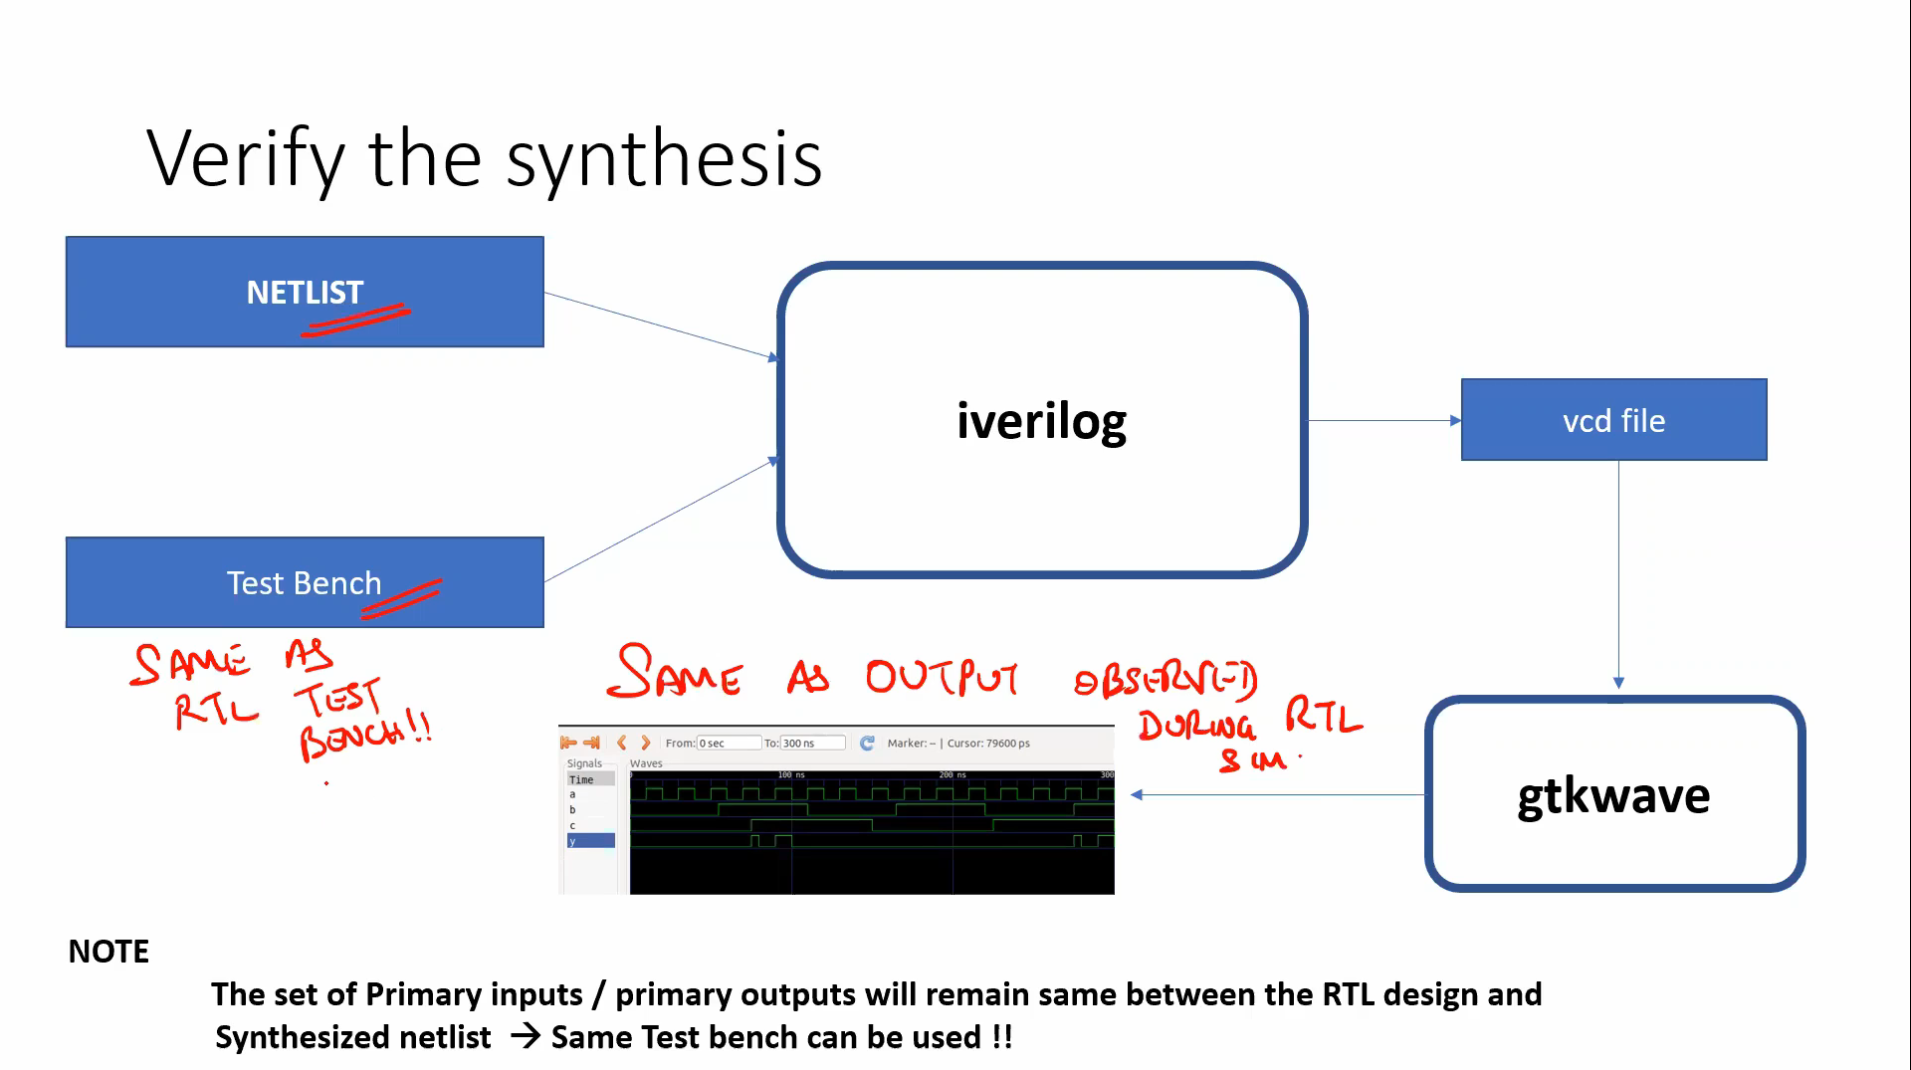 Verify the synthesis
NETLIST
iverilog
vcd file
Test Bench
SAME AS
RTL TEST
BENCH!!
SAME AS OUTPUT OBSERVED
DURING RTL
SIM.
From: 0 sec To: 300 ns Marker: -- | Cursor: 79600 ps
Signals Waves
Time 100 ns 200 ns 300
a
b
c
y
gtkwave
NOTE
The set of Primary inputs / primary outputs will remain same between the RTL design and
Synthesized netlist → Same Test bench can be used !!